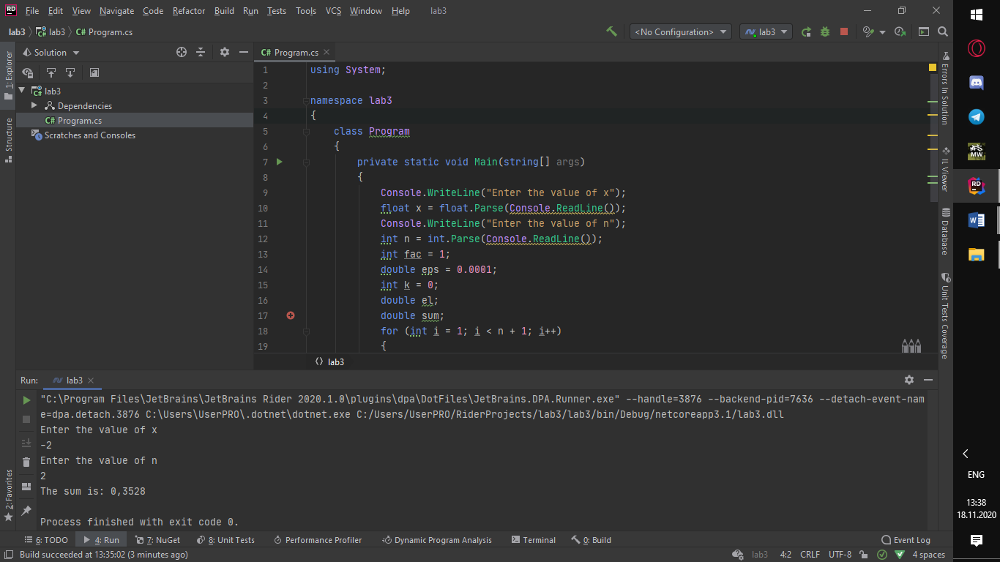 File Edit View Navigate Code Refactor Build Run Tests Tools VCS Window Help lab3
lab3 lab3 Program.cs
<No Configuration> lab3
1: Explorer
Structure
2: Favorites
Solution
lab3
Dependencies
C# Program.cs
Scratches and Consoles
C# Program.cs
1 using System;
2
3 namespace lab3
4 {
5 class Program
6 {
7 private static void Main(string[] args)
8 {
9 Console.WriteLine("Enter the value of x");
10 float x = float.Parse(Console.ReadLine());
11 Console.WriteLine("Enter the value of n");
12 int n = int.Parse(Console.ReadLine());
13 int fac = 1;
14 double eps = 0.0001;
15 int k = 0;
16 double el;
17 double sum;
18 for (int i = 1; i < n + 1; i++)
19 {
lab3
Errors In Solution
IL Viewer
Database
Unit Tests Coverage
Run: lab3
"C:\Program Files\JetBrains\JetBrains Rider 2020.1.0\plugins\dpa\DotFiles\JetBrains.DPA.Runner.exe" --handle=3876 --backend-pid=7636 --detach-event-nam
e=dpa.detach.3876 C:\Users\UserPRO\.dotnet\dotnet.exe C:/Users/UserPRO/RiderProjects/lab3/lab3/bin/Debug/netcoreapp3.1/lab3.dll
Enter the value of x
-2
Enter the value of n
2
The sum is: 0,3528
Process finished with exit code 0.
6: TODO 4: Run 7: NuGet 8: Unit Tests Performance Profiler Dynamic Program Analysis Terminal 0: Build Event Log
Build succeeded at 13:35:02 (3 minutes ago) lab3 4:2 CRLF UTF-8 4 spaces
RD
MW
RD
W
ENG
13:38
18.11.2020